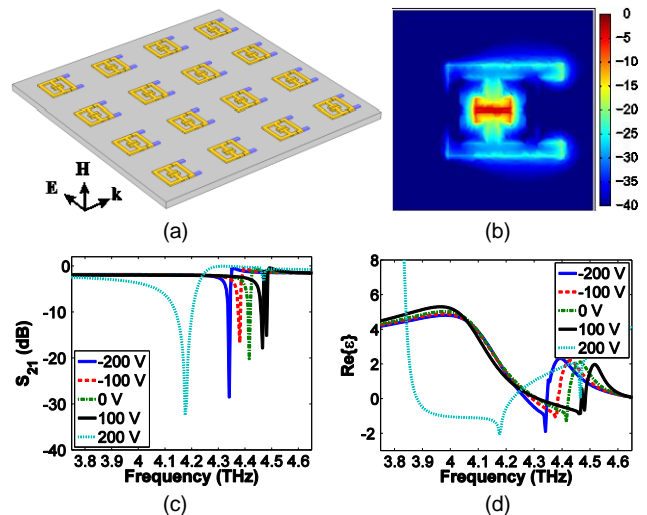 H
E
k
(a)
0
−5
−10
−15
−20
−25
−30
−35
−40
(b)
0
−10
−20
−30
−40
S21 (dB)
-200 V
-100 V
0 V
100 V
200 V
3.8 3.9 4 4.1 4.2 4.3 4.4 4.5 4.6
Frequency (THz)
(c)
8
6
4
2
0
−2
Re{ε}
-200 V
-100 V
0 V
100 V
200 V
3.8 3.9 4 4.1 4.2 4.3 4.4 4.5 4.6
Frequency (THz)
(d)